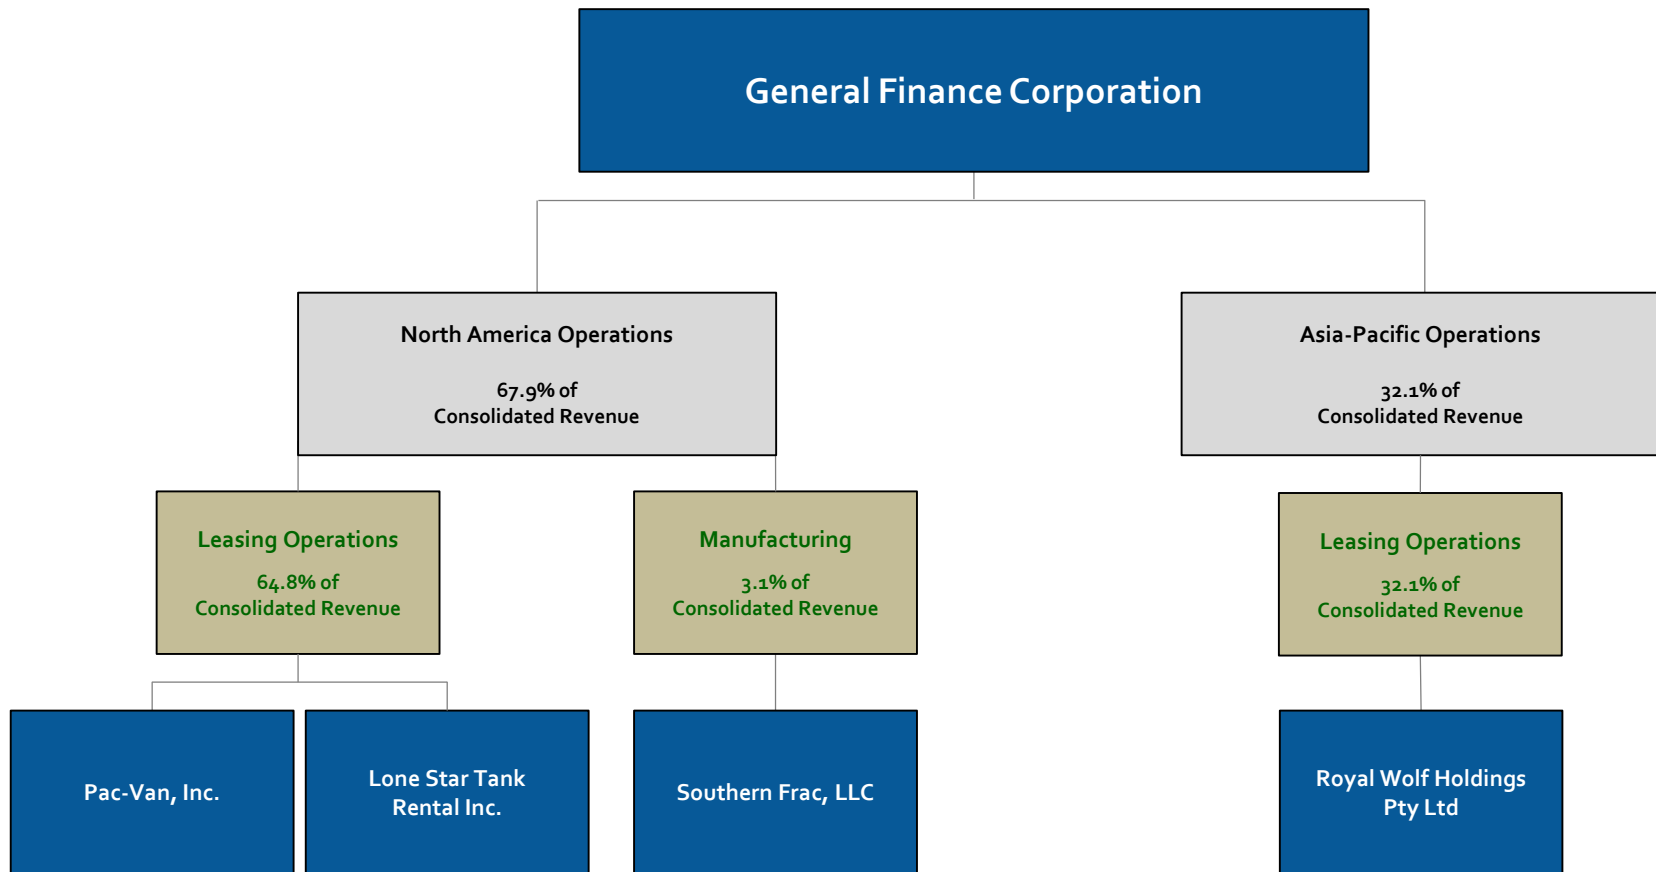 General Finance Corporation
North America Operations
67.9% of
Consolidated Revenue
Asia-Pacific Operations
32.1% of
Consolidated Revenue
Leasing Operations
64.8% of
Consolidated Revenue
Manufacturing
3.1% of
Consolidated Revenue
Leasing Operations
32.1% of
Consolidated Revenue
Pac-Van, Inc.
Lone Star Tank
Rental Inc.
Southern Frac, LLC
Royal Wolf Holdings
Pty Ltd